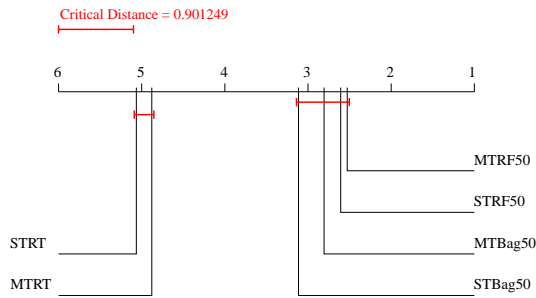 Critical Distance = 0.901249
6 5 4 3 2 1
MTRF50
STRF50
STRT MTBag50
MTRT STBag50